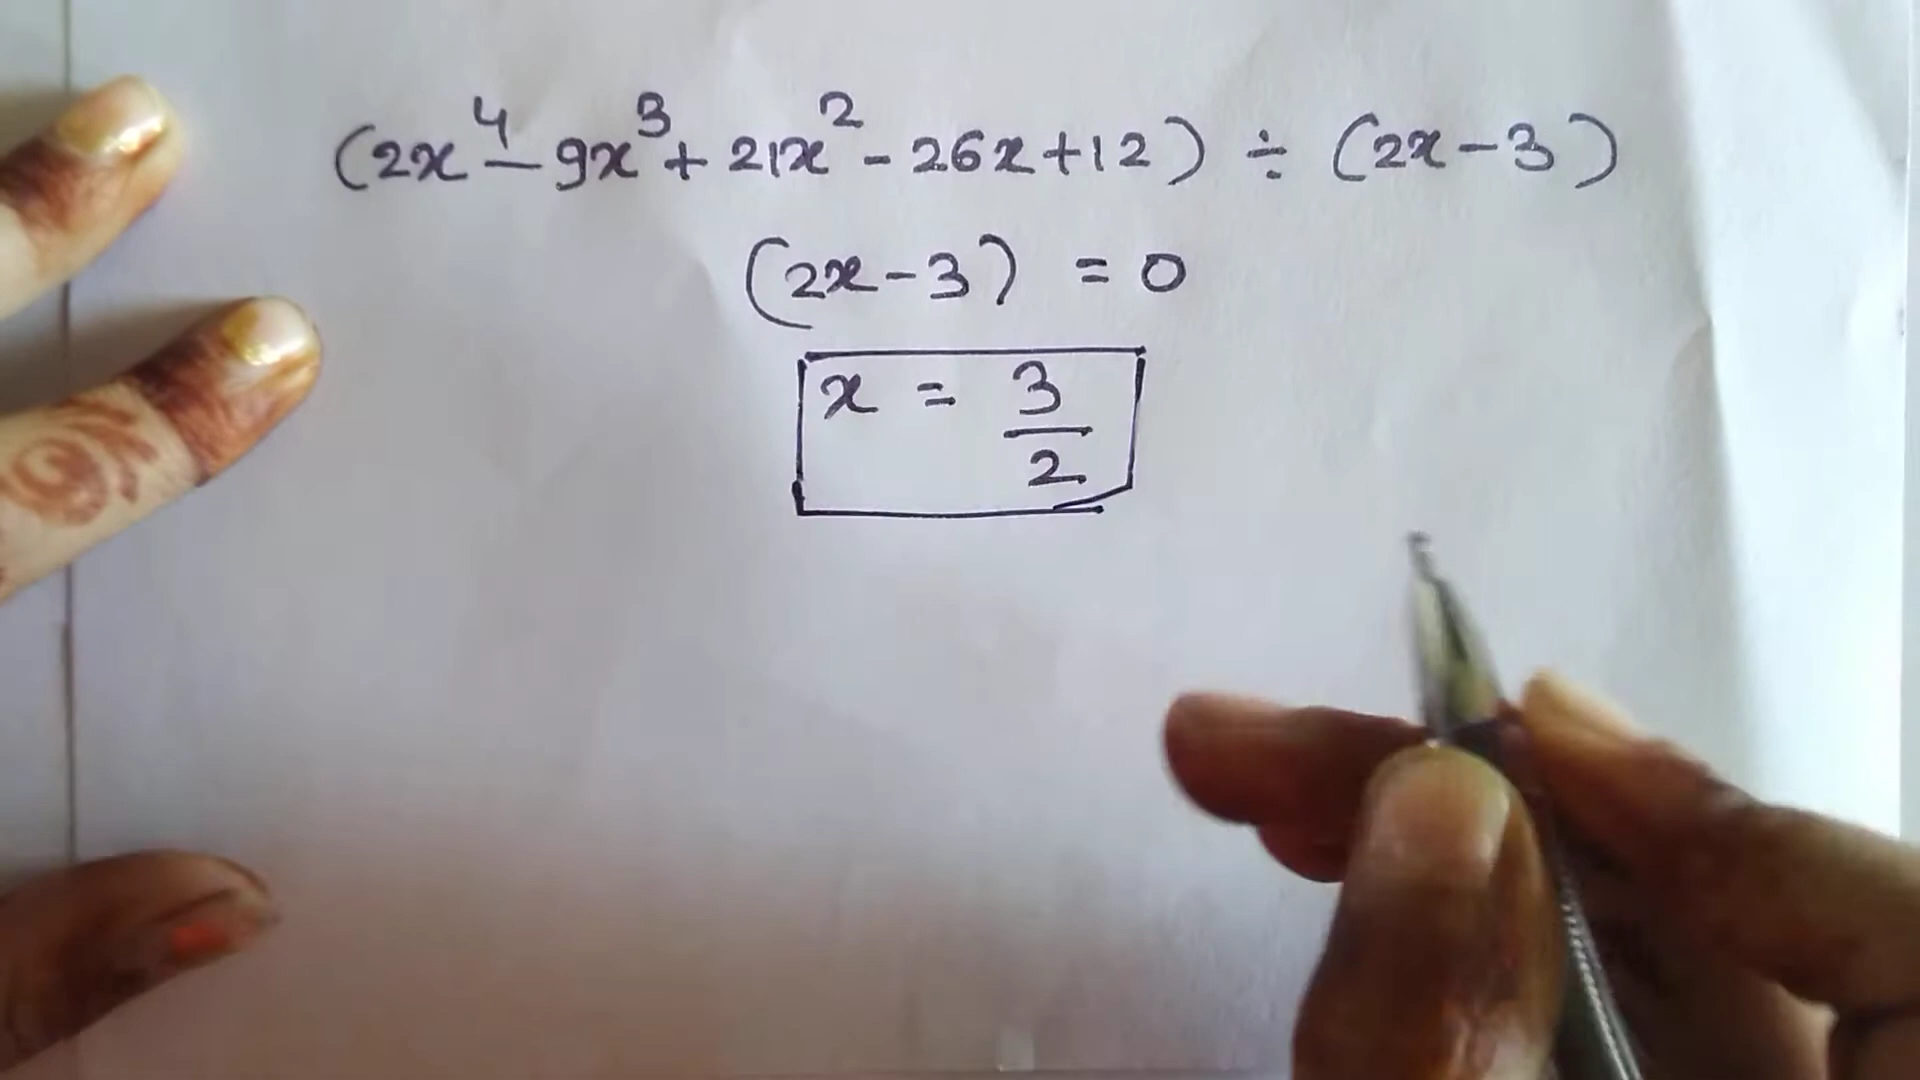 (2x⁴ - 9x³ + 21x² - 26x + 12) ÷ (2x - 3)
(2x - 3) = 0
x = 3/2